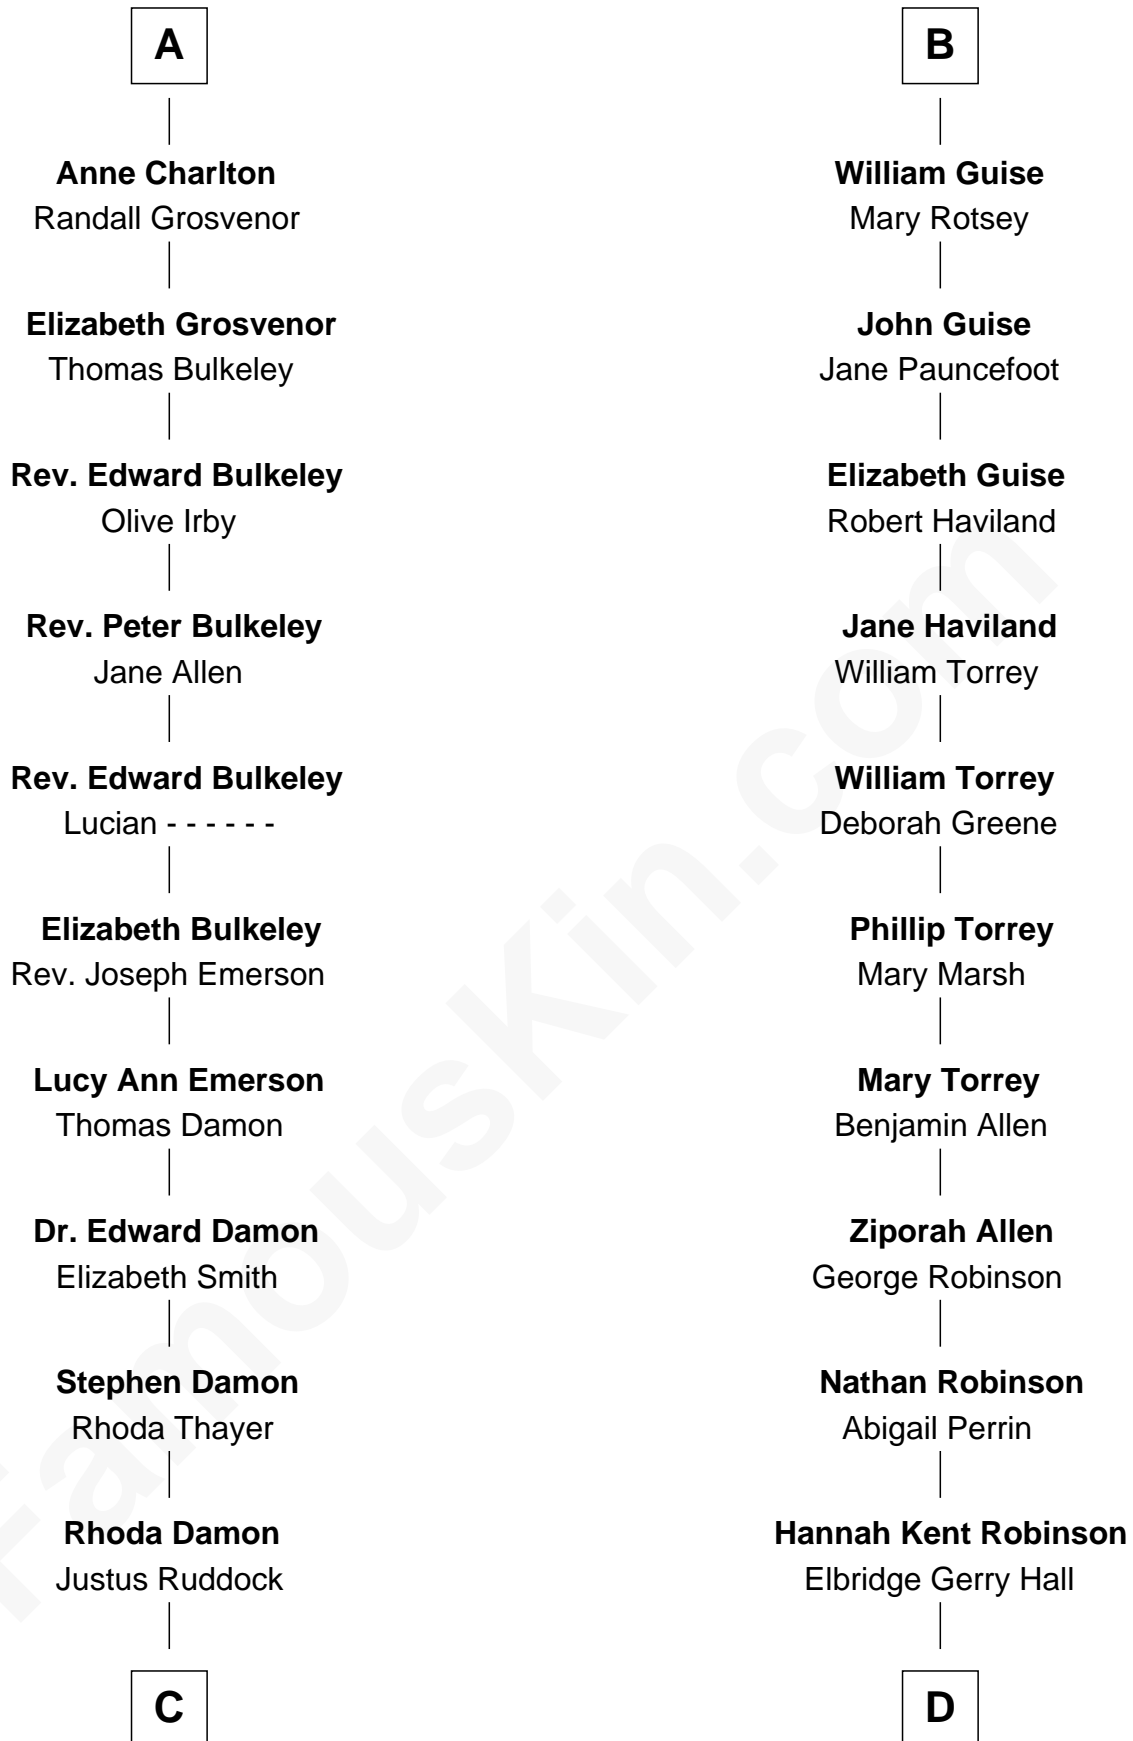 A
Anne Charlton
Randall Grosvenor
Elizabeth Grosvenor
Thomas Bulkeley
Rev. Edward Bulkeley
Olive Irby
Rev. Peter Bulkeley
Jane Allen
Rev. Edward Bulkeley
Lucian - - - - - -
Elizabeth Bulkeley
Rev. Joseph Emerson
Lucy Ann Emerson
Thomas Damon
Dr. Edward Damon
Elizabeth Smith
Stephen Damon
Rhoda Thayer
Rhoda Damon
Justus Ruddock
C
B
William Guise
Mary Rotsey
John Guise
Jane Pauncefoot
Elizabeth Guise
Robert Haviland
Jane Haviland
William Torrey
William Torrey
Deborah Greene
Phillip Torrey
Mary Marsh
Mary Torrey
Benjamin Allen
Ziporah Allen
George Robinson
Nathan Robinson
Abigail Perrin
Hannah Kent Robinson
Elbridge Gerry Hall
D
FamousKin.com